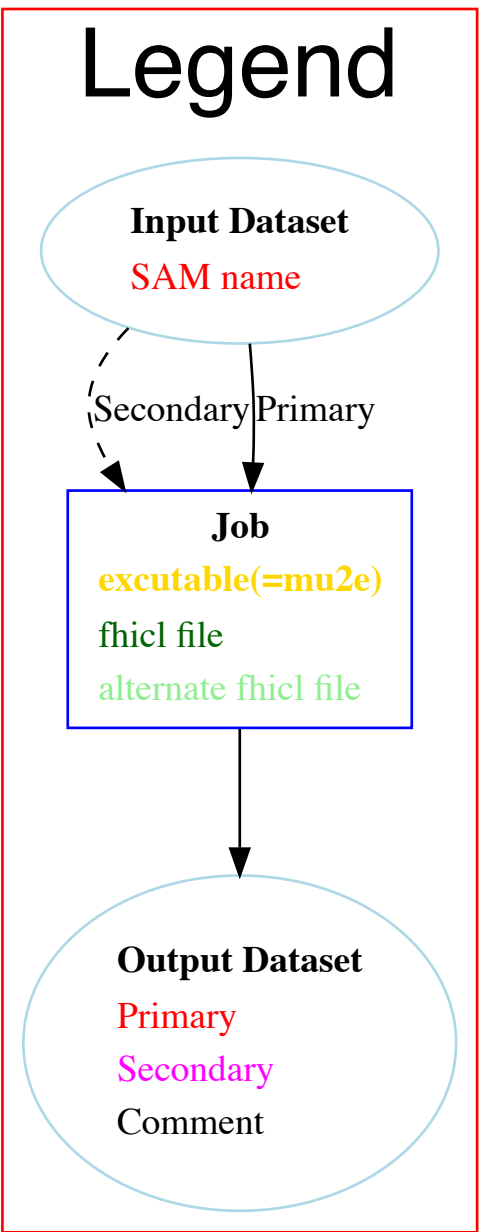 Legend
Input Dataset
SAM name
Secondary Primary
Job
excutable(=mu2e)
fhicl file
alternate fhicl file
Output Dataset
Primary
Secondary
Comment